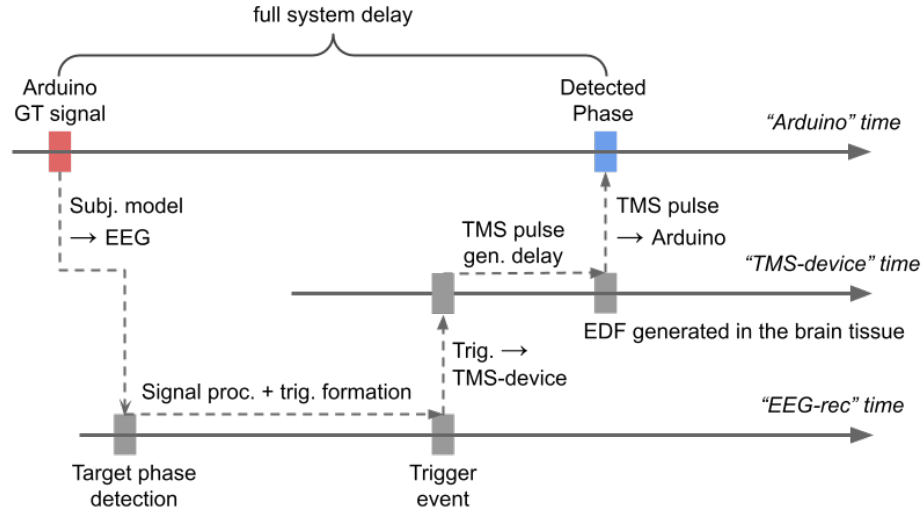 full system delay
Arduino
GT signal
Detected
Phase
“Arduino” time
Subj. model
→ EEG
TMS pulse
gen. delay
TMS pulse
→ Arduino
“TMS-device” time
EDF generated in the brain tissue
Trig. →
TMS-device
Signal proc. + trig. formation
“EEG-rec” time
Target phase
detection
Trigger
event